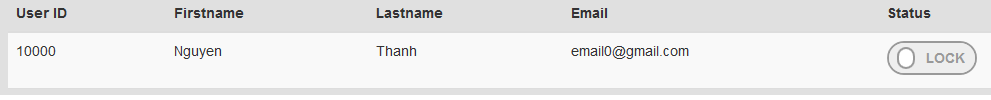 User ID Firstname Lastname Email Status
10000 Nguyen Thanh email0@gmail.com LOCK